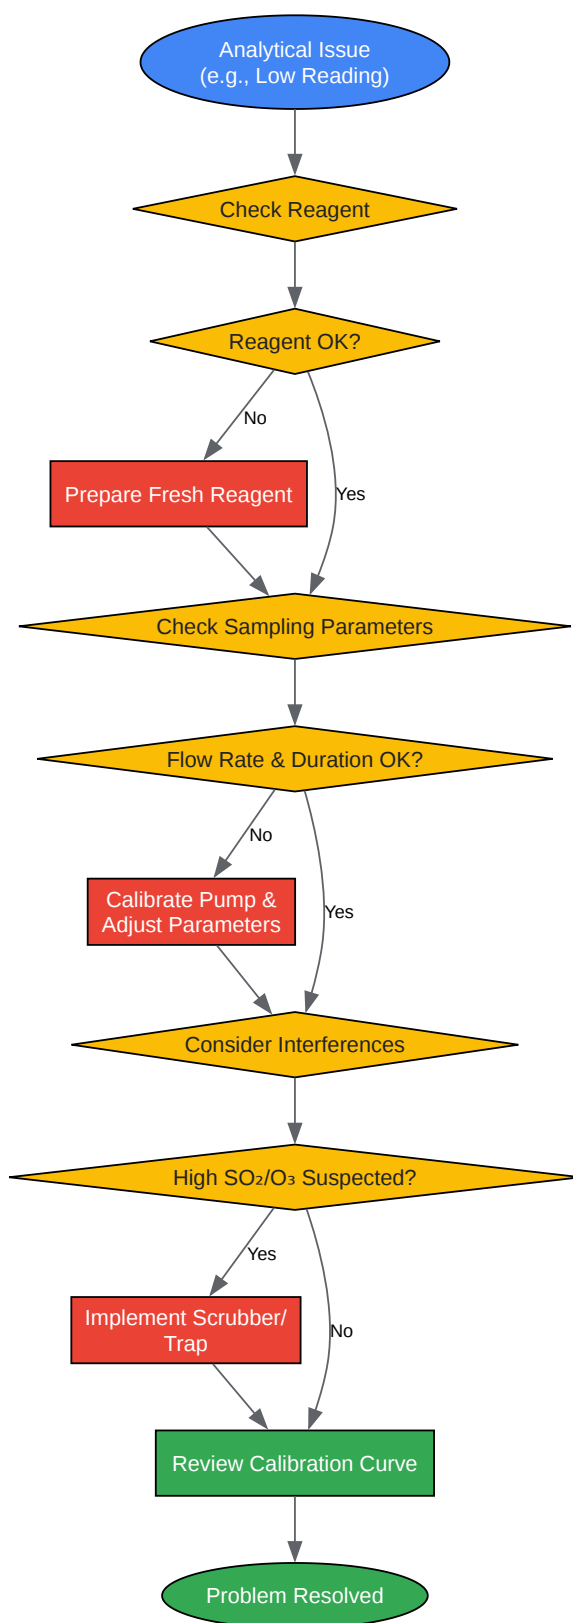 Analytical Issue
(e.g., Low Reading)
Check Reagent
Reagent OK?
No
Prepare Fresh Reagent
Yes
Check Sampling Parameters
Flow Rate & Duration OK?
No
Calibrate Pump &
Adjust Parameters
Yes
Consider Interferences
High SO₂/O₃ Suspected?
Yes
Implement Scrubber/
Trap
No
Review Calibration Curve
Problem Resolved